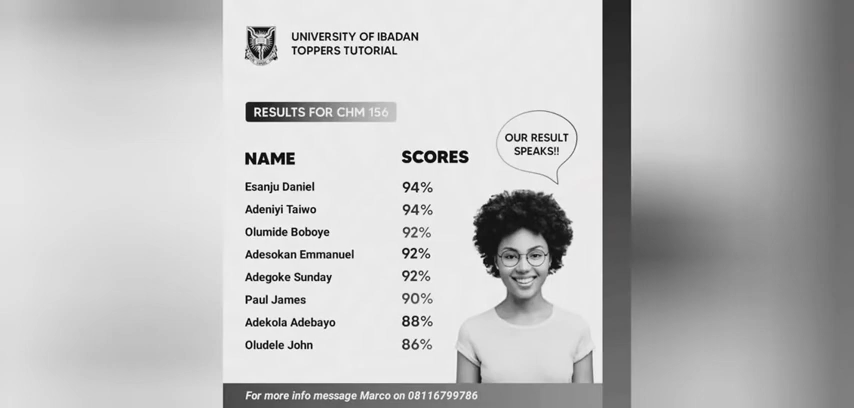 UNIVERSITY OF IBADAN
TOPPERS TUTORIAL
RESULTS FOR CHM 156
OUR RESULT
SPEAKS!!
NAME SCORES
Esanju Daniel 94%
Adeniyi Taiwo 94%
Olumide Boboye 92%
Adesokan Emmanuel 92%
Adegoke Sunday 92%
Paul James 90%
Adekola Adebayo 88%
Oludele John 86%
For more info message Marco on 08116799786